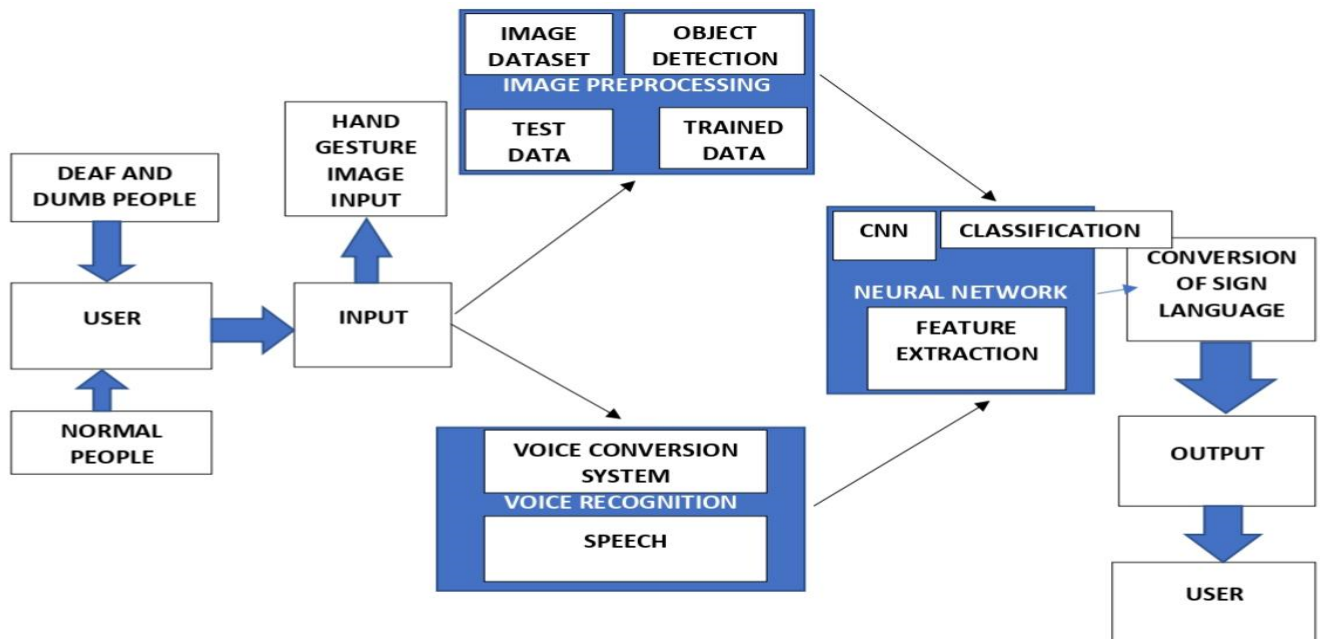 IMAGE
DATASET
OBJECT
DETECTION
IMAGE PREPROCESSING
TEST
DATA
TRAINED
DATA
HAND
GESTURE
IMAGE
INPUT
DEAF AND
DUMB PEOPLE
USER
INPUT
NORMAL
PEOPLE
VOICE CONVERSION
SYSTEM
VOICE RECOGNITION
SPEECH
CNN
CLASSIFICATION
NEURAL NETWORK
FEATURE
EXTRACTION
CONVERSION
OF SIGN
LANGUAGE
OUTPUT
USER